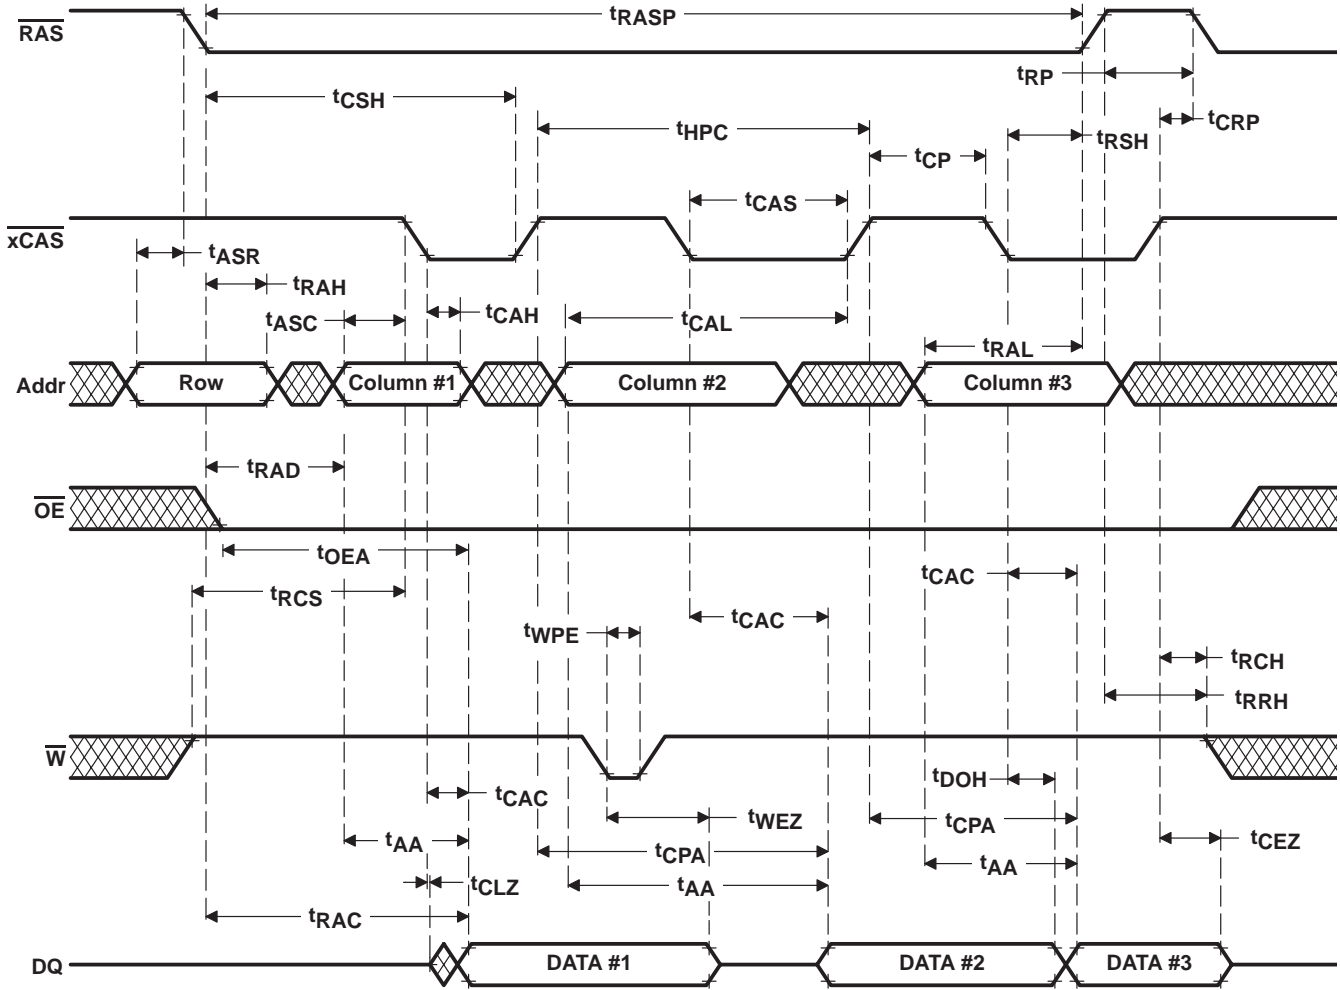 RAS
tRASP
tRP
tCSH
tHPC
tCRP
tRSH
tCP
tCAS
xCAS
tASR
tRAH
tASC
tCAH
tCAL
tRAL
Addr
Row
Column #1
Column #2
Column #3
tRAD
OE
tOEA
tCAC
tRCS
tCAC
tWPE
tRCH
tRRH
W
tDOH
tCAC
tWEZ
tCPA
tAA
tCPA
tCEZ
tAA
tCLZ
tAA
tRAC
DQ
DATA #1
DATA #2
DATA #3